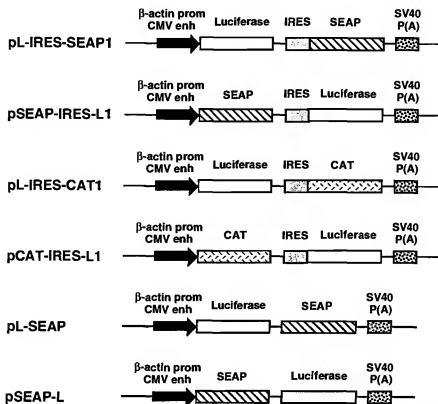 β-actin prom
CMV enh
Luciferase
IRES
SEAP
SV40
P(A)
pL-IRES-SEAP1
β-actin prom
CMV enh
SEAP
IRES
Luciferase
SV40
P(A)
pSEAP-IRES-L1
β-actin prom
CMV enh
Luciferase
IRES
CAT
SV40
P(A)
pL-IRES-CAT1
β-actin prom
CMV enh
CAT
IRES
Luciferase
SV40
P(A)
pCAT-IRES-L1
β-actin prom
CMV enh
Luciferase
SEAP
SV40
P(A)
pL-SEAP
β-actin prom
CMV enh
SEAP
Luciferase
SV40
P(A)
pSEAP-L